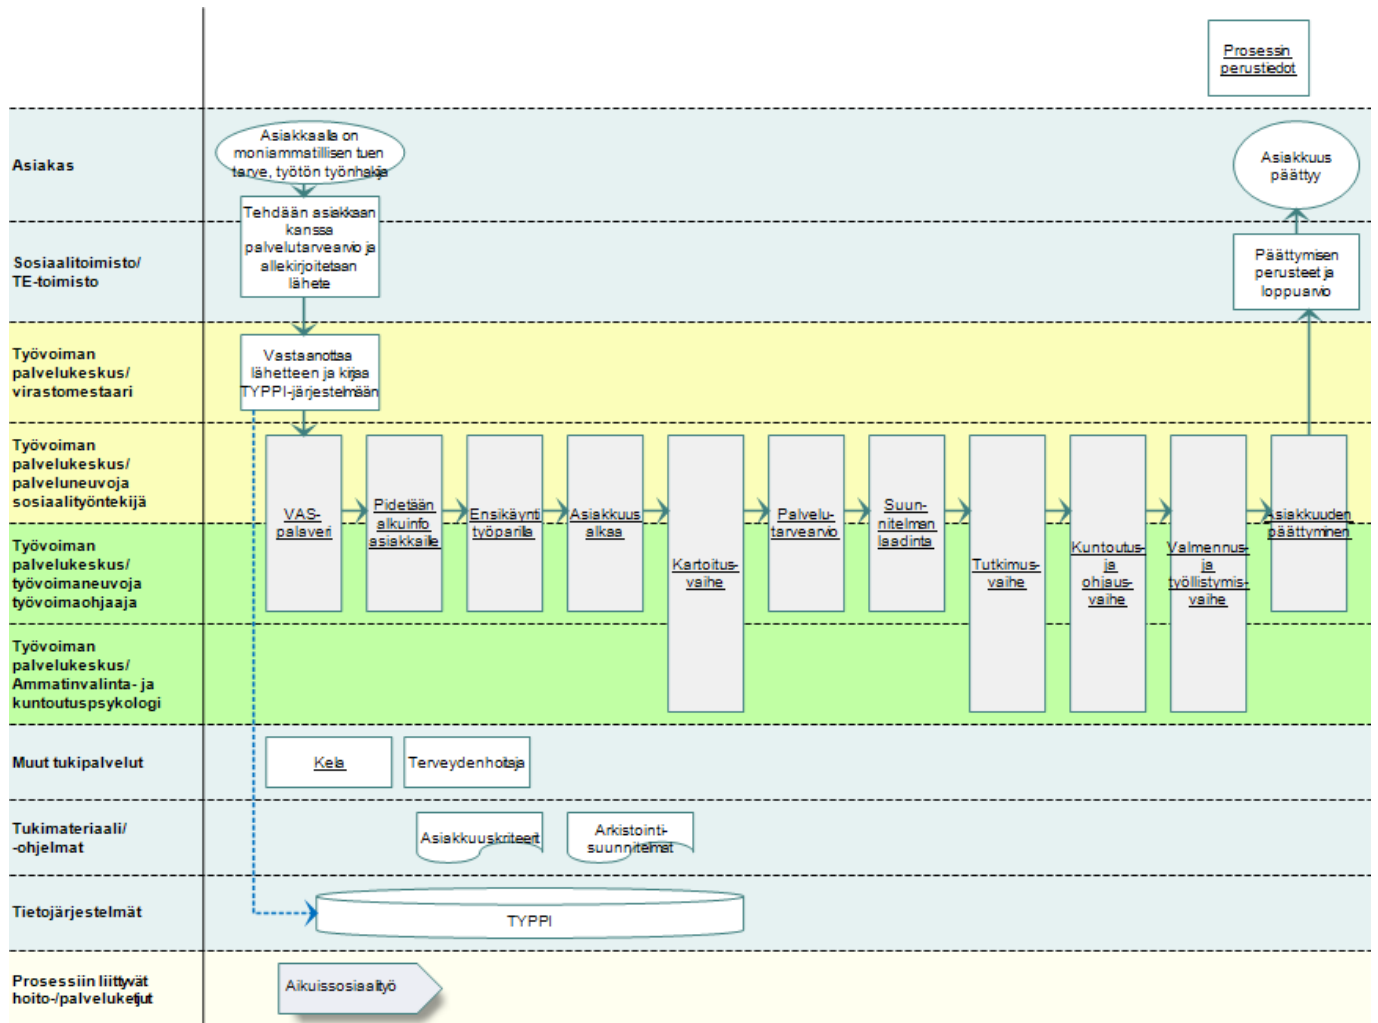 Prosessin
perustiedot
Asiakas
Asiakkaalla on
moniammatillisen tuen
tarve, työtön työnhakija
Asiakkuus
päättyy
Sosiaalitoimisto/
TE-toimisto
Tehdään asiakkaan
kanssa
palvelutarvearvio ja
allekirjoitetaan
lähete
Päättymisen
perusteet ja
loppuarvio
Työvoiman
palvelukeskus/
virastomestaari
Vastaanottaa
lähetteen ja kirjaa
TYPPI-järjestelmään
Työvoiman
palvelukeskus/
palveluneuvoja
sosiaalityöntekijä
Työvoiman
palvelukeskus/
työvoimaneuvoja
työvoimaohjaaja
Työvoiman
palvelukeskus/
Ammatinvalinta- ja
kuntoutuspsykologi
VAS-
palaveri
Pidetään
alkuinfo
asiakkaille
Ensikäynti
työparilla
Asiakkuus
alkaa
Kartoitus-
vaihe
Palvelu-
tarvearvio
Suun-
nitelman
laadinta
Tutkimus-
vaihe
Kuntoutus-
ja
ohjaus-
vaihe
Valmennus-
ja
työllistymis-
vaihe
Asiakkuuden
päättyminen
Muut tukipalvelut
Kela
Terveydenhoitaja
Tukimateriaali/
-ohjelmat
Asiakkuuskriteerit
Arkistointi-
suunnitelmat
Tietojärjestelmät
TYPPI
Prosessiin liittyvät
hoito-/palveluketjut
Aikuissosiaalityö